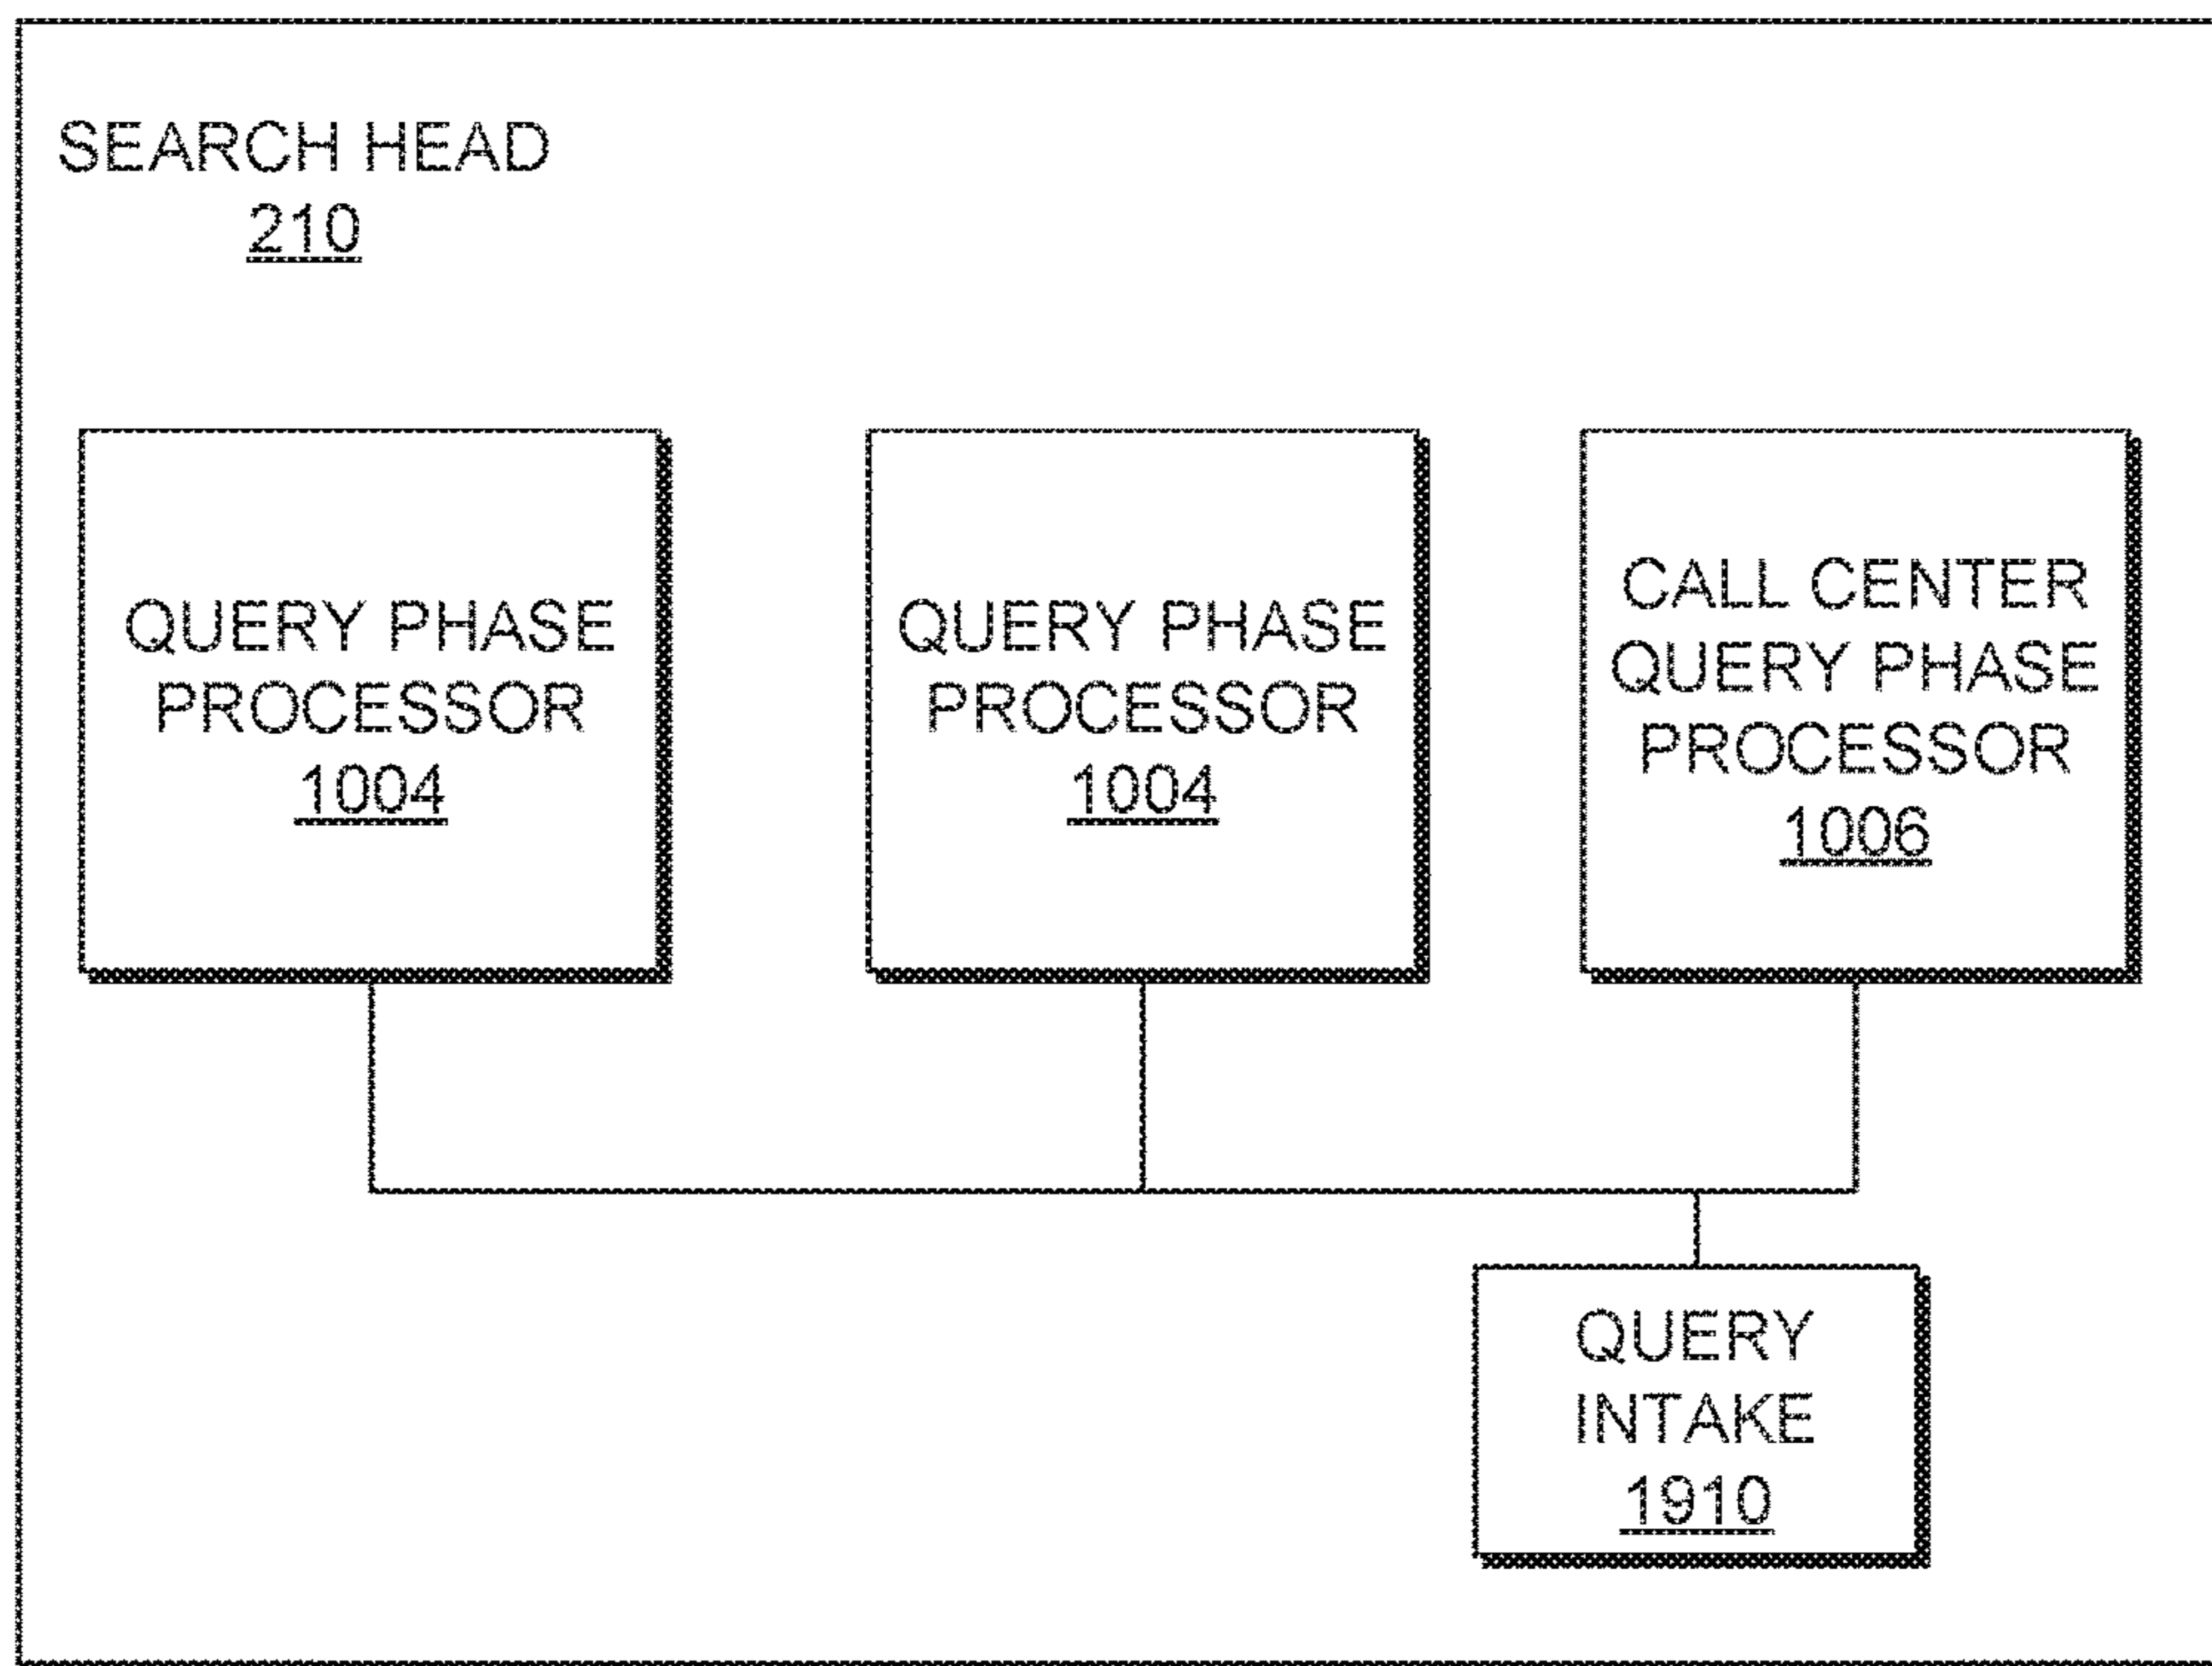 SEARCH HEAD
210
QUERY PHASE
PROCESSOR
1004
QUERY PHASE
PROCESSOR
1004
CALL CENTER
QUERY PHASE
PROCESSOR
1006
QUERY
INTAKE
1910